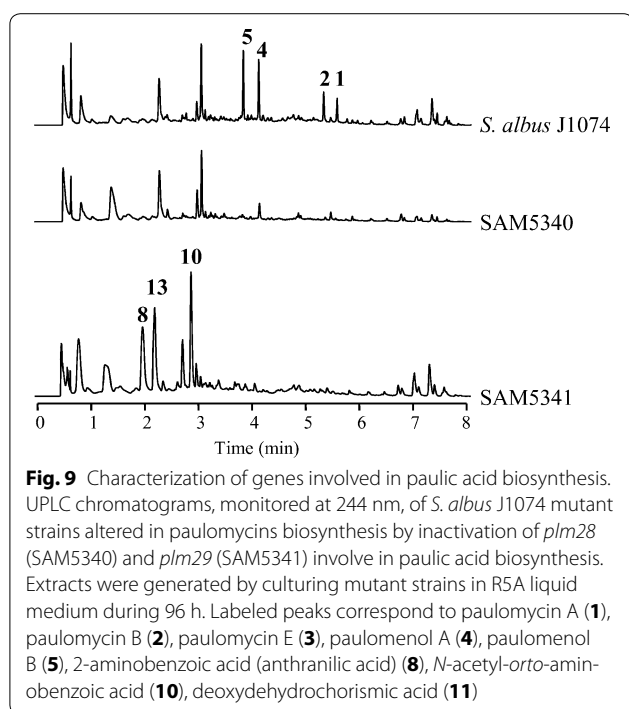 5
4
2 1
S. albus J1074
SAM5340
10
13
8
SAM5341
0 1 2 3 4 5 6 7 8
Time (min)
Fig. 9 Characterization of genes involved in paulic acid biosynthesis.
UPLC chromatograms, monitored at 244 nm, of S. albus J1074 mutant
strains altered in paulomycins biosynthesis by inactivation of plm28
(SAM5340) and plm29 (SAM5341) involve in paulic acid biosynthesis.
Extracts were generated by culturing mutant strains in R5A liquid
medium during 96 h. Labeled peaks correspond to paulomycin A (1),
paulomycin B (2), paulomycin E (3), paulomenol A (4), paulomenol
B (5), 2-aminobenzoic acid (anthranilic acid) (8), N-acetyl-orto-amin-
obenzoic acid (10), deoxydehydrochorismic acid (11)